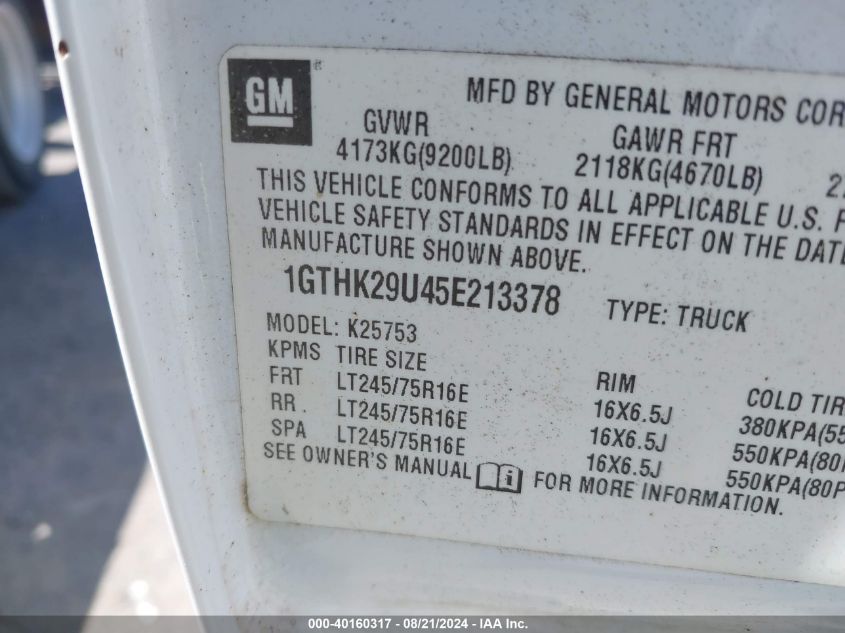 GM ®
MFD BY GENERAL MOTORS COR
GVWR GAWR FRT
4173KG(9200LB) 2118KG(4670LB)
THIS VEHICLE CONFORMS TO ALL APPLICABLE U.S.
VEHICLE SAFETY STANDARDS IN EFFECT ON THE DATE
MANUFACTURE SHOWN ABOVE.
1GTHK29U45E213378 TYPE: TRUCK
MODEL: K25753
KPMS TIRE SIZE RIM COLD TIR
FRT LT245/75R16E 16X6.5J 380KPA(55
RR LT245/75R16E 16X6.5J 550KPA(80P
SPA LT245/75R16E 16X6.5J 550KPA(80P
SEE OWNER'S MANUAL FOR MORE INFORMATION.
000-40160317 - 08/21/2024 - IAA Inc.